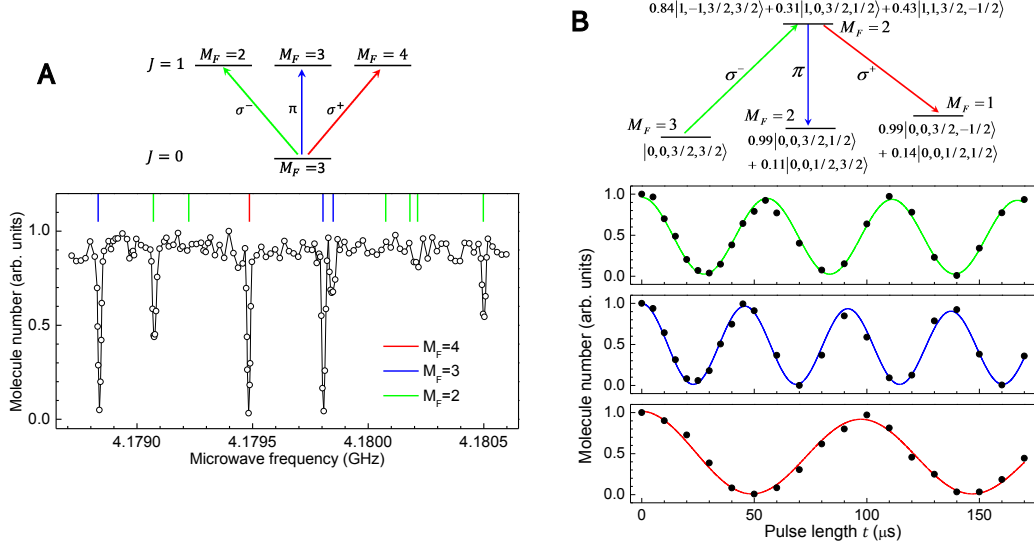 A
J = 1
M_F=2
M_F=3
M_F=4
σ⁻
π
σ⁺
J = 0
M_F=3
Molecule number (arb. units)
1.0
0.5
0.0
M_F=4
M_F=3
M_F=2
4.1790
4.1795
4.1800
4.1805
Microwave frequency (GHz)
B
0.84|1,−1,3/2,3/2⟩+0.31|1,0,3/2,1/2⟩+0.43|1,1,3/2,−1/2⟩
M_F = 2
σ⁻
π
σ⁺
M_F = 3
|0,0,3/2,3/2⟩
M_F = 2
0.99|0,0,3/2,1/2⟩
+ 0.11|0,0,1/2,3/2⟩
M_F = 1
0.99|0,0,3/2,−1/2⟩
+ 0.14|0,0,1/2,1/2⟩
Molecule number (arb. units)
1.0
0.5
0.0
1.0
0.5
0.0
1.0
0.5
0.0
0
50
100
150
Pulse length t (μs)